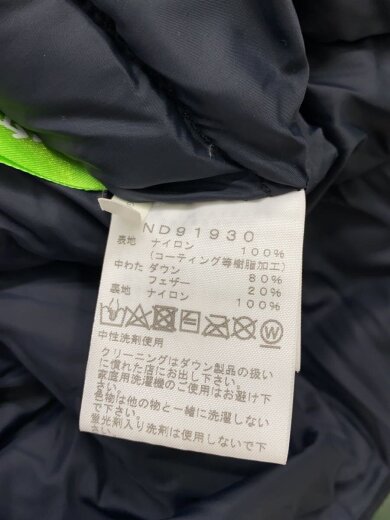 ND91930
表地 ナイロン 100%
(コーティング等樹脂加工)
中わた ダウン 80%
フェザー 20%
裏地 ナイロン 100%
中性洗剤使用
クリーニングはダウン製品の扱い
に慣れた店にお出し下さい。
家庭用洗濯機のご使用はお避け下
さい。
色物は他の物と一緒に洗濯しない
で下さい。
蛍光剤入り洗剤は使用しないで下
さい。